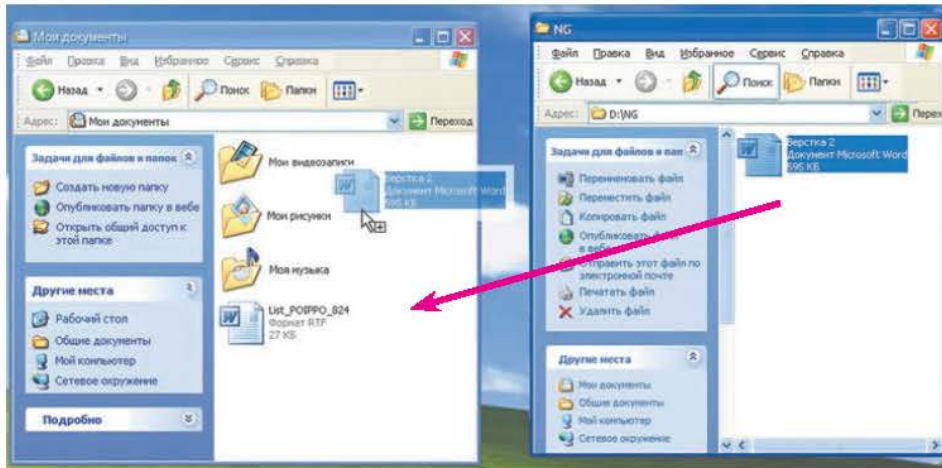 Мои документы
Файл Правка Вид Избранное Сервис Справка
Назад Поиск Папки
Адрес: Мои документы Переход
Задачи для файлов и папок
Создать новую папку
Опубликовать папку в вебе
Открыть общий доступ к
этой папке
Другие места
Рабочий стол
Общие документы
Мой компьютер
Сетевое окружение
Подробно
Мои видеозаписи
Мои рисунки
Моя музыка
List_POIPPO_824
Формат RTF
27 КБ
Верстка 2
Документ Microsoft Word
595 КБ
NG
Файл Правка Вид Избранное Сервис Справка
Назад Поиск Папки
Адрес: D:\NG Перех
Задачи для файлов и пап
Переименовать файл
Переместить файл
Копировать файл
Опубликовать файл
в вебе
Отправить этот файл по
электронной почте
Печатать файл
Удалить файл
Другие места
Мои документы
Общие документы
Мой компьютер
Сетевое окружение
Верстка 2
Документ Microsoft Word
595 КБ